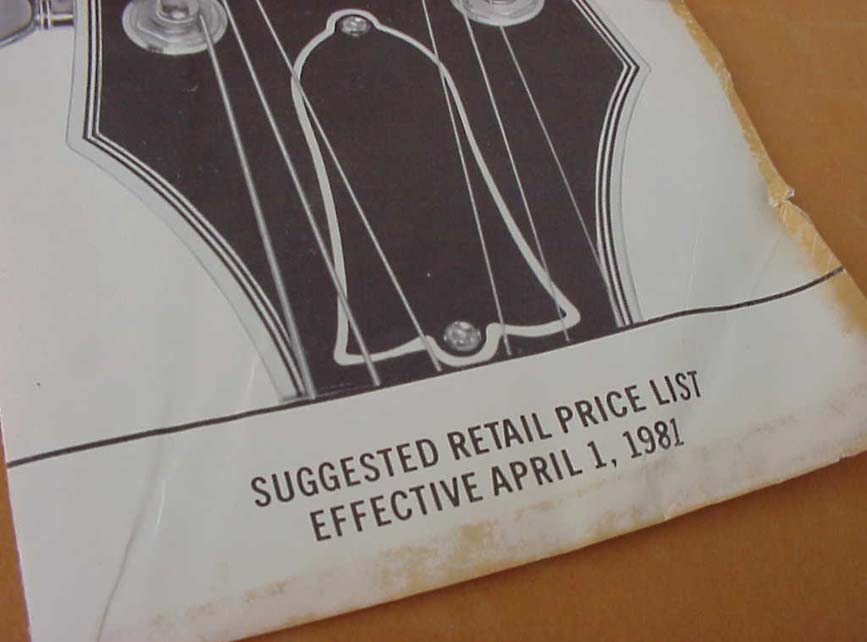 SUGGESTED RETAIL PRICE LIST
EFFECTIVE APRIL 1, 1981